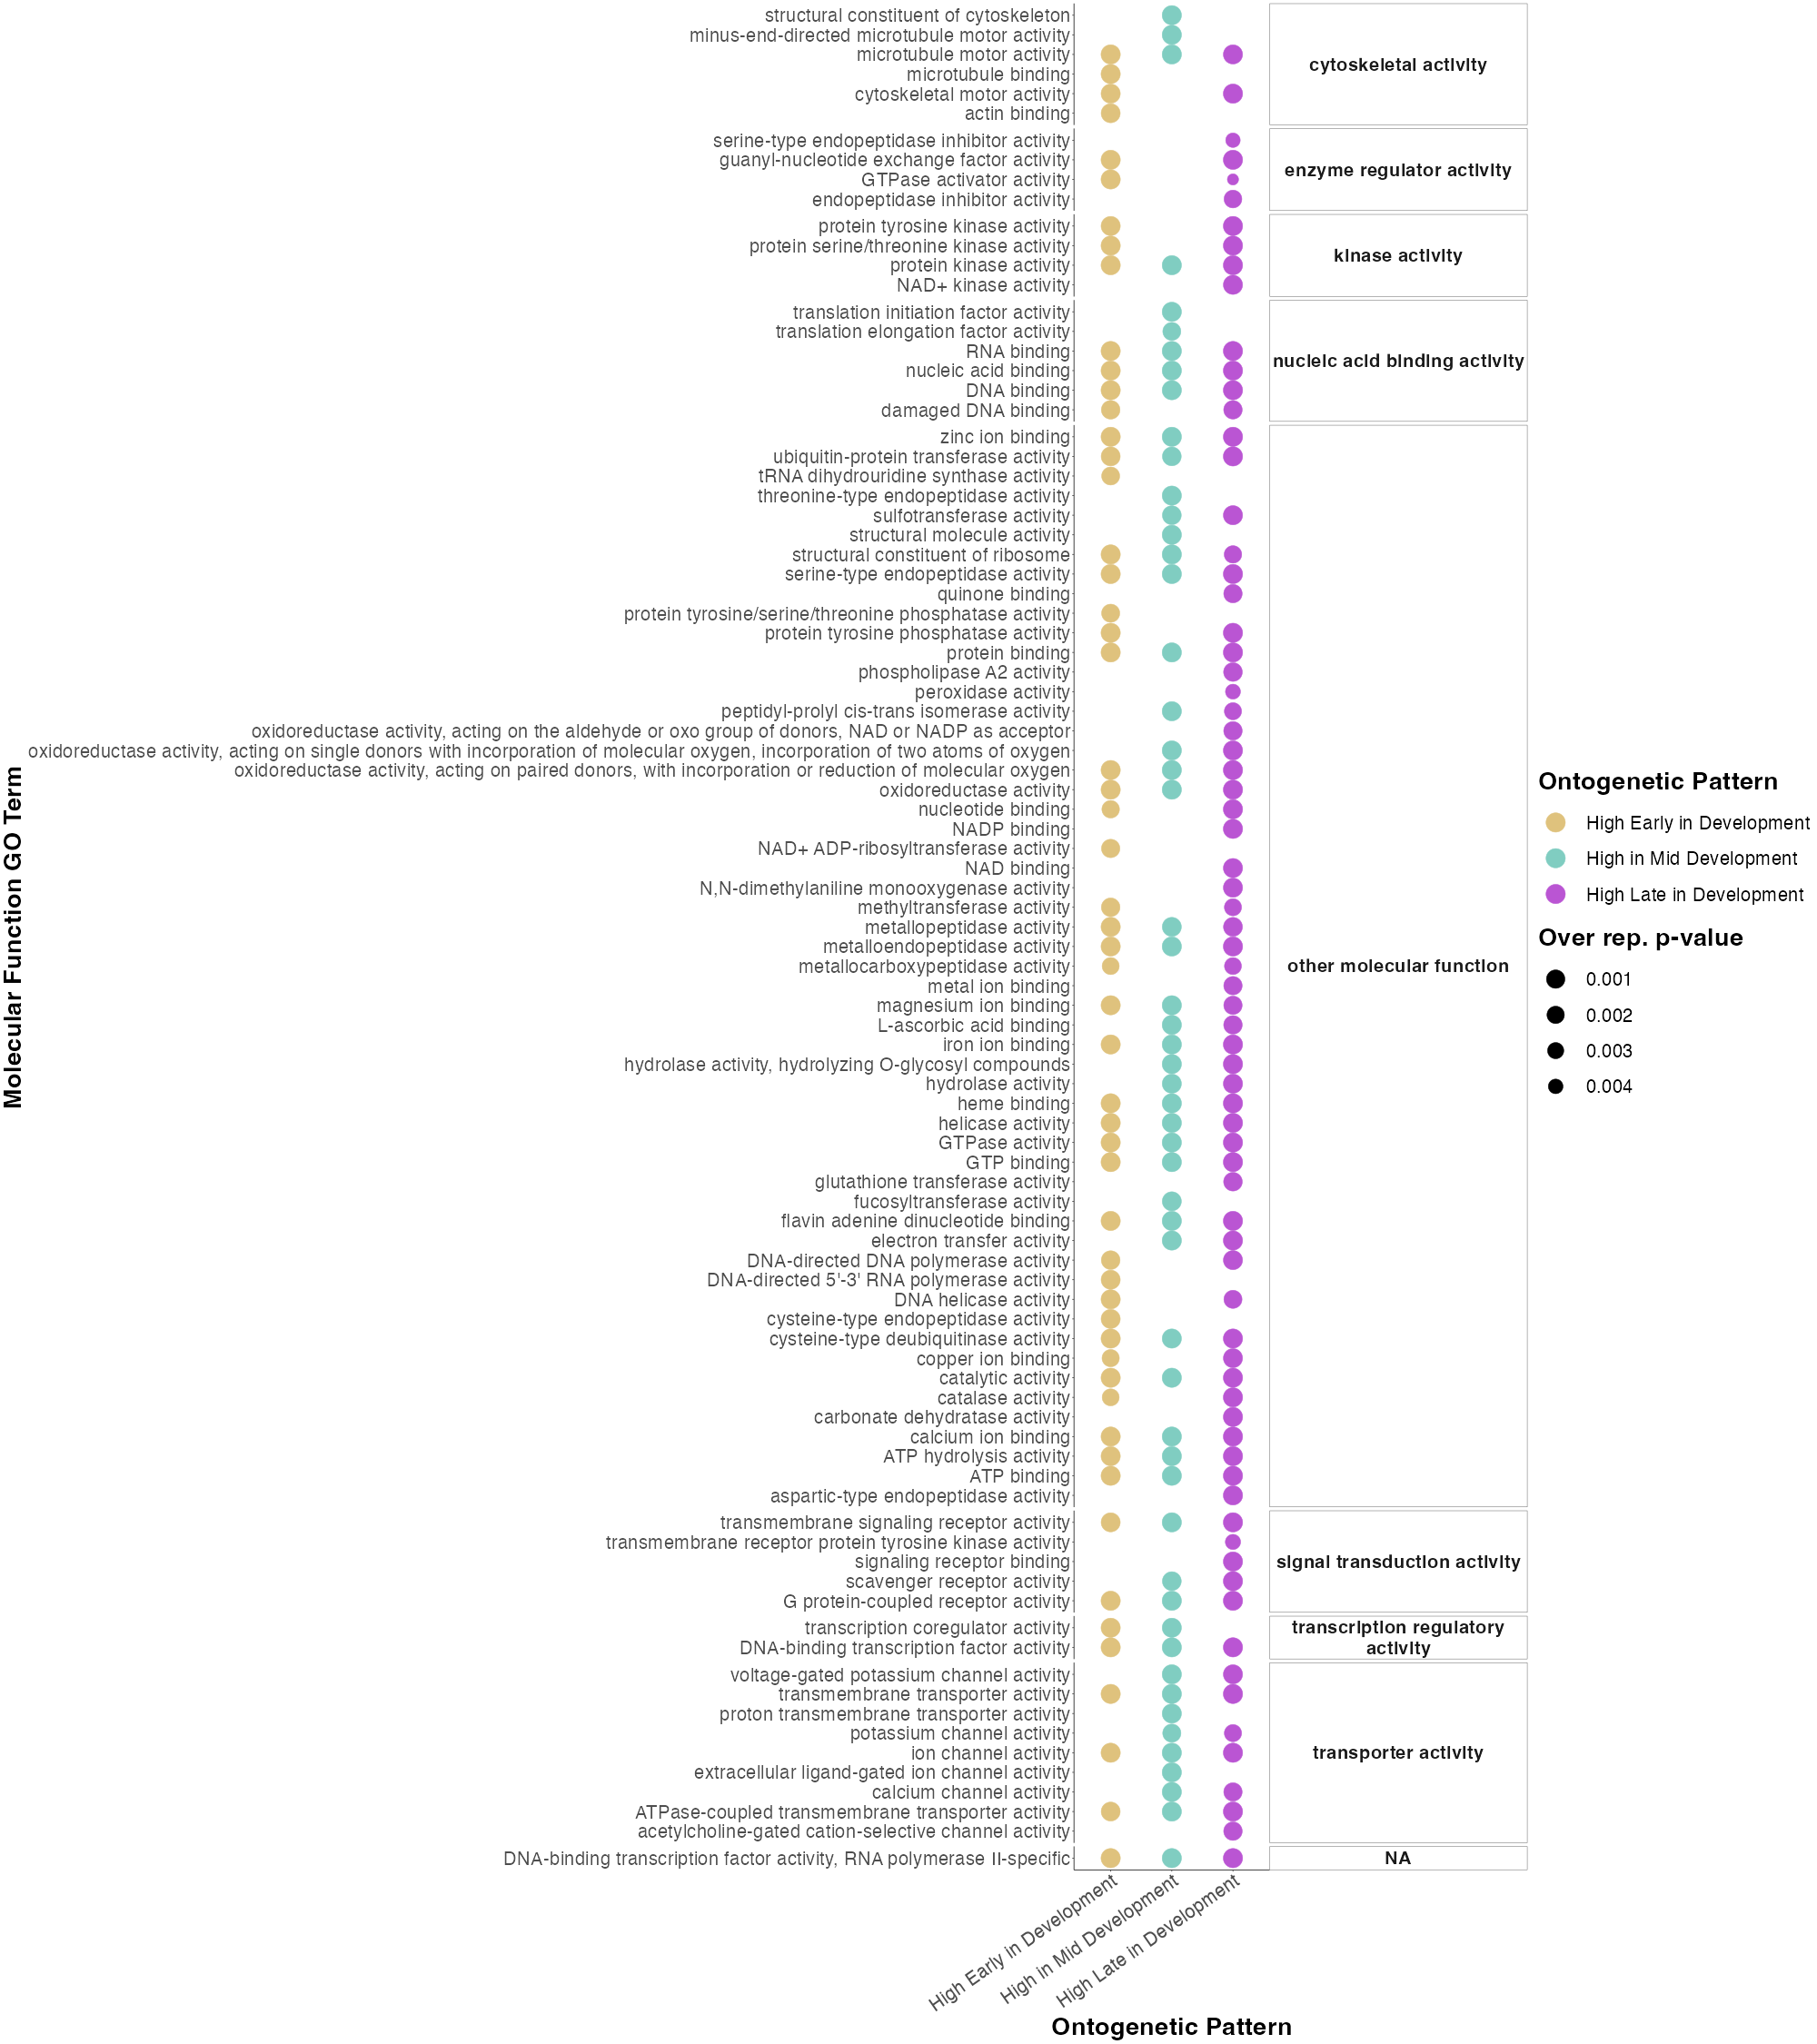 structural constituent of cytoskeleton
minus-end-directed microtubule motor activity
microtubule motor activity
microtubule binding
cytoskeletal motor activity
actin binding
cytoskeletal activity
serine-type endopeptidase inhibitor activity
guanyl-nucleotide exchange factor activity
GTPase activator activity
endopeptidase inhibitor activity
enzyme regulator activity
protein tyrosine kinase activity
protein serine/threonine kinase activity
protein kinase activity
NAD+ kinase activity
kinase activity
translation initiation factor activity
translation elongation factor activity
RNA binding
nucleic acid binding
DNA binding
damaged DNA binding
nucleic acid binding activity
zinc ion binding
ubiquitin-protein transferase activity
tRNA dihydrouridine synthase activity
threonine-type endopeptidase activity
sulfotransferase activity
structural molecule activity
structural constituent of ribosome
serine-type endopeptidase activity
quinone binding
protein tyrosine/serine/threonine phosphatase activity
protein tyrosine phosphatase activity
protein binding
phospholipase A2 activity
peroxidase activity
peptidyl-prolyl cis-trans isomerase activity
oxidoreductase activity, acting on the aldehyde or oxo group of donors, NAD or NADP as acceptor
oxidoreductase activity, acting on single donors with incorporation of molecular oxygen, incorporation of two atoms of oxygen
oxidoreductase activity, acting on paired donors, with incorporation or reduction of molecular oxygen
oxidoreductase activity
nucleotide binding
NADP binding
NAD+ ADP-ribosyltransferase activity
NAD binding
N,N-dimethylaniline monooxygenase activity
methyltransferase activity
metallopeptidase activity
metalloendopeptidase activity
metallocarboxypeptidase activity
metal ion binding
magnesium ion binding
L-ascorbic acid binding
iron ion binding
hydrolase activity, hydrolyzing O-glycosyl compounds
hydrolase activity
heme binding
helicase activity
GTPase activity
GTP binding
glutathione transferase activity
fucosyltransferase activity
flavin adenine dinucleotide binding
electron transfer activity
DNA-directed DNA polymerase activity
DNA-directed 5'-3' RNA polymerase activity
DNA helicase activity
cysteine-type endopeptidase activity
cysteine-type deubiquitinase activity
copper ion binding
catalytic activity
catalase activity
carbonate dehydratase activity
calcium ion binding
ATP hydrolysis activity
ATP binding
aspartic-type endopeptidase activity
other molecular function
transmembrane signaling receptor activity
transmembrane receptor protein tyrosine kinase activity
signaling receptor binding
scavenger receptor activity
G protein-coupled receptor activity
signal transduction activity
transcription coregulator activity
DNA-binding transcription factor activity
transcription regulatory
activity
voltage-gated potassium channel activity
transmembrane transporter activity
proton transmembrane transporter activity
potassium channel activity
ion channel activity
extracellular ligand-gated ion channel activity
calcium channel activity
ATPase-coupled transmembrane transporter activity
acetylcholine-gated cation-selective channel activity
transporter activity
DNA-binding transcription factor activity, RNA polymerase II-specific
NA
Molecular Function GO Term
High Early in Development
High in Mid Development
High Late in Development
Ontogenetic Pattern
Ontogenetic Pattern
High Early in Development
High in Mid Development
High Late in Development
Over rep. p-value
0.001
0.002
0.003
0.004